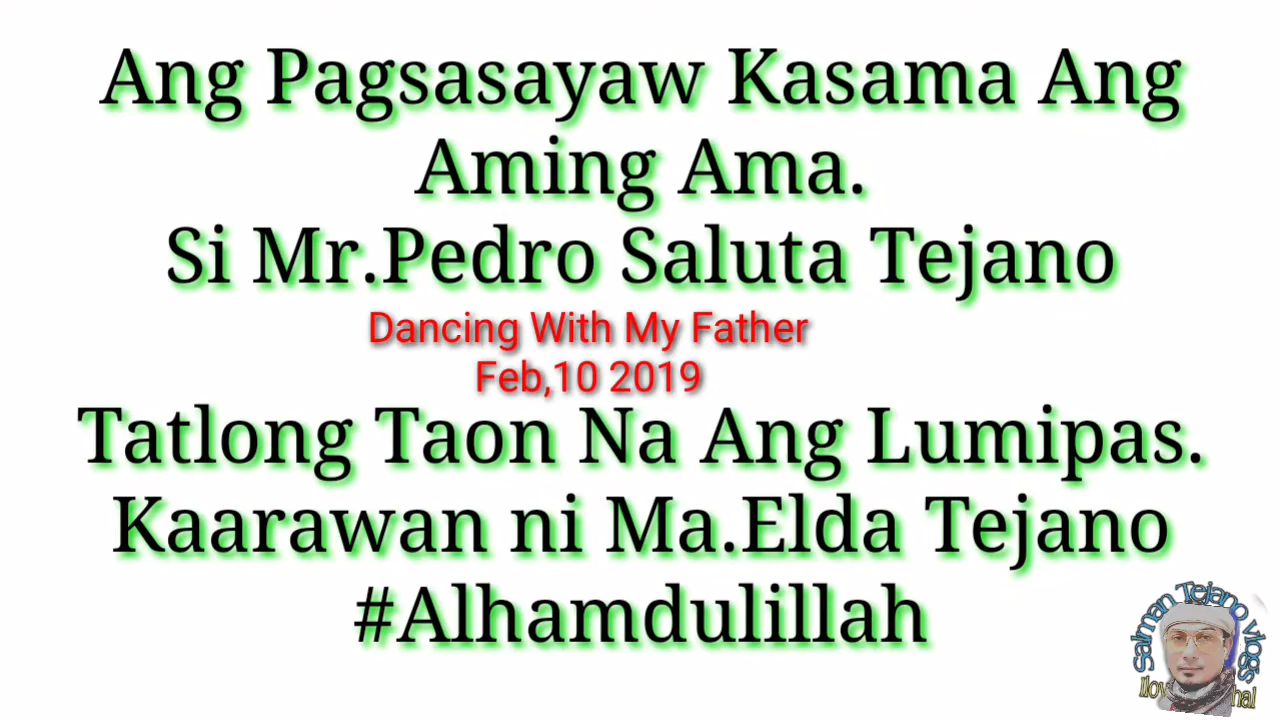 Ang Pagsasayaw Kasama Ang
Aming Ama.
Si Mr.Pedro Saluta Tejano
Dancing With My Father
Feb,10 2019
Tatlong Taon Na Ang Lumipas.
Kaarawan ni Ma.Elda Tejano
#Alhamdulillah
Salman Tejano vlogs